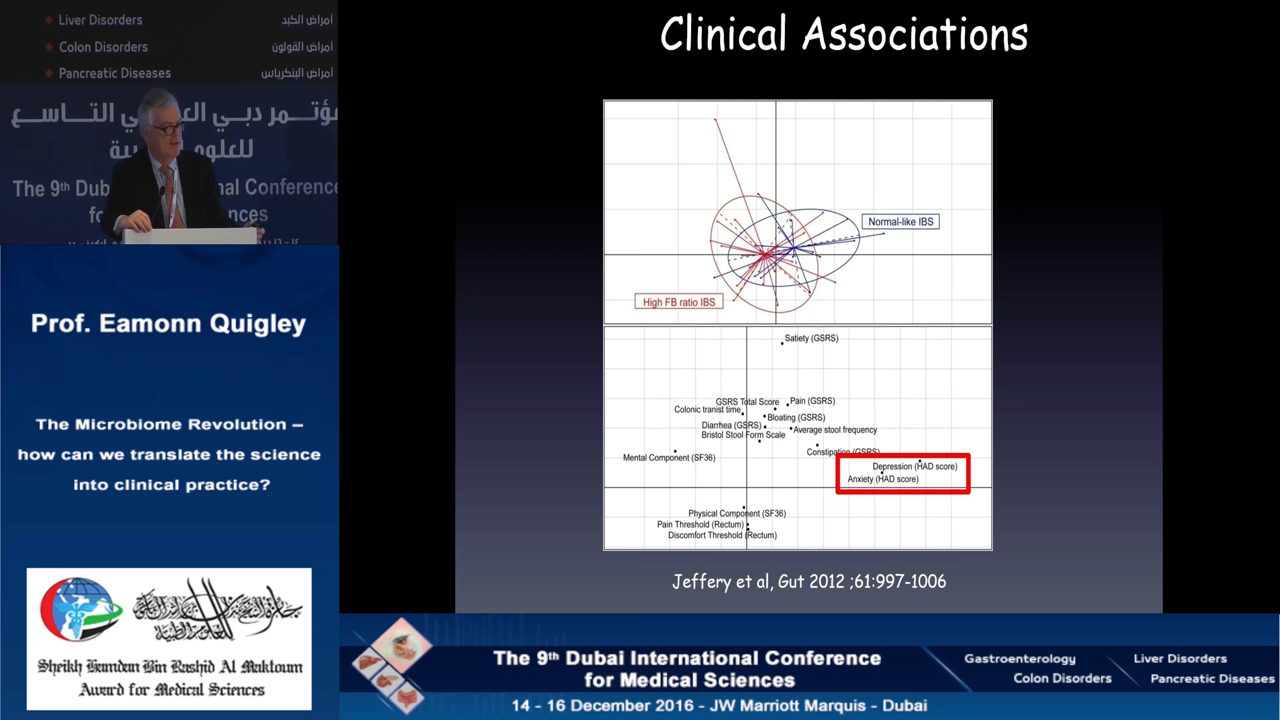 Liver Disorders
أمراض الكبد
Colon Disorders
أمراض القولون
Pancreatic Diseases
أمراض البنكرياس
التـــاسـع
للعلوم
The 9th Duba
nal Conference
fo
nces
Prof. Eamonn Quigley
The Microbiome Revolution –
how can we translate the science
into clinical practice?
Sheikh Hamdan Bin Rashid Al Maktoum
Award for Medical Sciences
Clinical Associations
Normal-like IBS
High FB ratio IBS
Satiety (GSRS)
GSRS Total Score
Pain (GSRS)
Colonic tranist time
Bloating (GSRS)
Diarrhea (GSRS)
Average stool frequency
Bristol Stool Form Scale
Constipation (GSRS)
Mental Component (SF36)
Depression (HAD score)
Anxiety (HAD score)
Physical Component (SF36)
Pain Threshold (Rectum)
Discomfort Threshold (Rectum)
Jeffery et al, Gut 2012 ;61:997-1006
The 9th Dubai International Conference
for Medical Sciences
14 - 16 December 2016 - JW Marriott Marquis - Dubai
Gastroenterology
Liver Disorders
Colon Disorders
Pancreatic Diseases